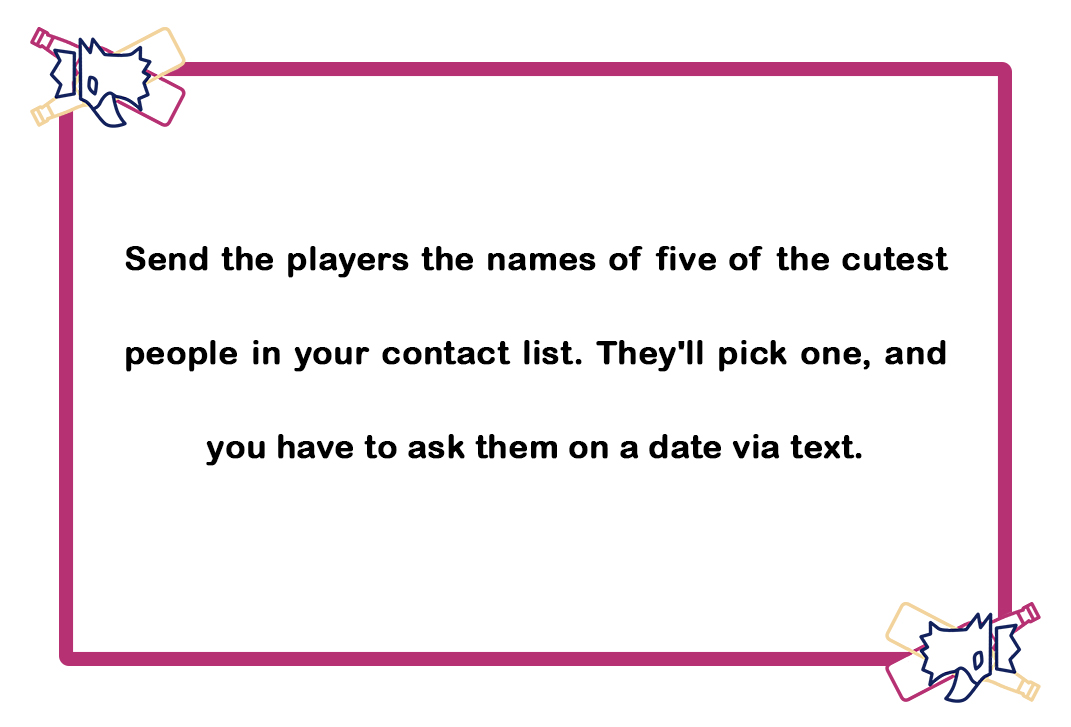 Send the players the names of five of the cutest
people in your contact list. They'll pick one, and
you have to ask them on a date via text.